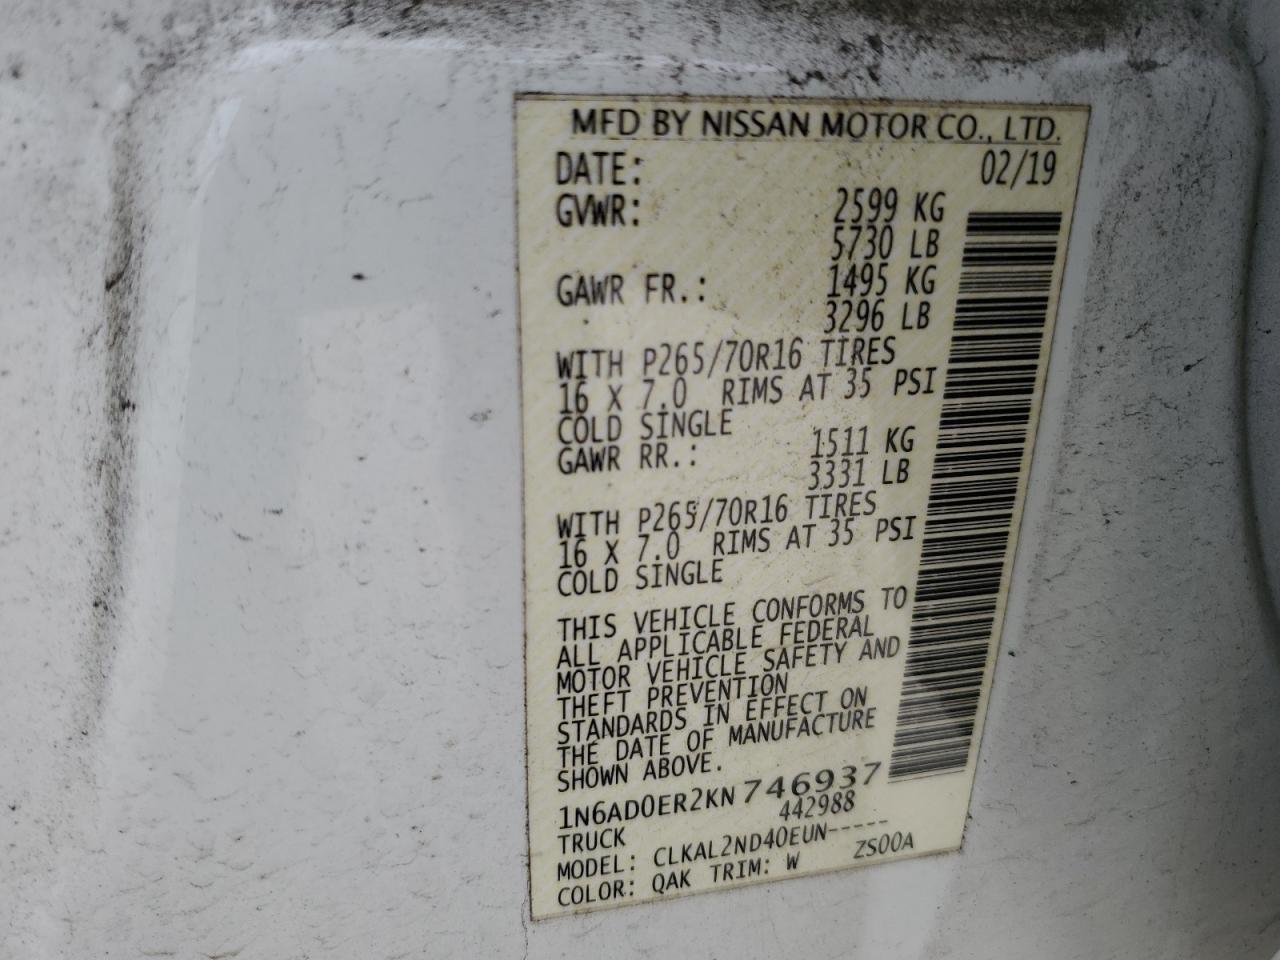 MFD BY NISSAN MOTOR CO., LTD.
DATE: 02/19
GVWR: 2599 KG
5730 LB
GAWR FR.: 1495 KG
3296 LB
WITH P265/70R16 TIRES
16 X 7.0 RIMS AT 35 PSI
COLD SINGLE
GAWR RR.: 1511 KG
3331 LB
WITH P265/70R16 TIRES
16 X 7.0 RIMS AT 35 PSI
COLD SINGLE
THIS VEHICLE CONFORMS TO
ALL APPLICABLE FEDERAL
MOTOR VEHICLE SAFETY AND
THEFT PREVENTION
STANDARDS IN EFFECT ON
THE DATE OF MANUFACTURE
SHOWN ABOVE.
1N6AD0ER2KN746937
TRUCK 442988
MODEL: CLKAL2ND40EUN-----
COLOR: QAK TRIM: W ZS00A